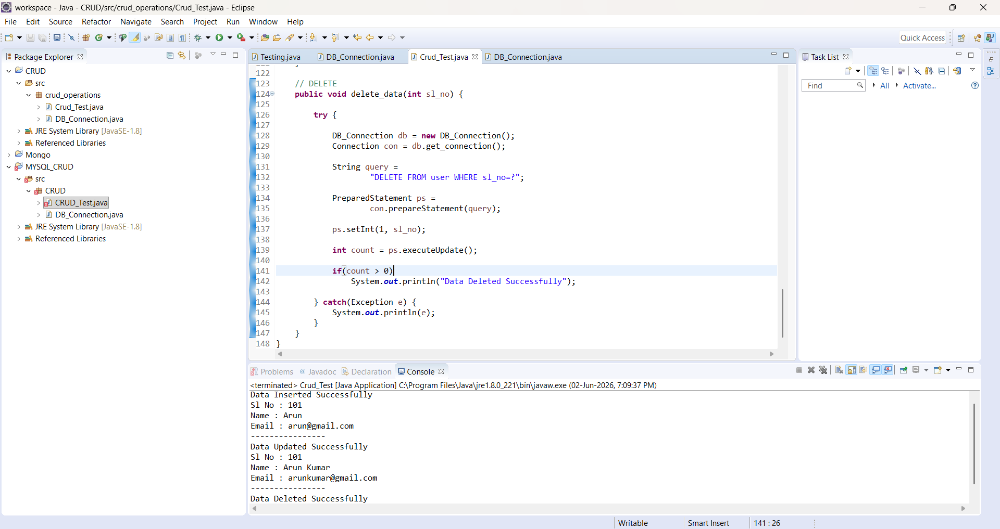 workspace - Java - CRUD/src/crud_operations/Crud_Test.java - Eclipse
File Edit Source Refactor Navigate Search Project Run Window Help
Quick Access
Package Explorer
CRUD
src
crud_operations
Crud_Test.java
DB_Connection.java
JRE System Library [JavaSE-1.8]
Referenced Libraries
Mongo
MYSQL_CRUD
src
CRUD
CRUD_Test.java
DB_Connection.java
JRE System Library [JavaSE-1.8]
Referenced Libraries
Testing.java DB_Connection.java Crud_Test.java DB_Connection.java
122
123 // DELETE
124 public void delete_data(int sl_no) {
125
126 try {
127
128 DB_Connection db = new DB_Connection();
129 Connection con = db.get_connection();
130
131 String query =
132 "DELETE FROM user WHERE sl_no=?";
133
134 PreparedStatement ps =
135 con.prepareStatement(query);
136
137 ps.setInt(1, sl_no);
138
139 int count = ps.executeUpdate();
140
141 if(count > 0)
142 System.out.println("Data Deleted Successfully");
143
144 } catch(Exception e) {
145 System.out.println(e);
146 }
147 }
148 }
Task List
Find All Activate...
Problems Javadoc Declaration Console
<terminated> Crud_Test [Java Application] C:\Program Files\Java\jre1.8.0_221\bin\javaw.exe (02-Jun-2026, 7:09:37 PM)
Data Inserted Successfully
Sl No : 101
Name : Arun
Email : arun@gmail.com
----------------
Data Updated Successfully
Sl No : 101
Name : Arun Kumar
Email : arunkumar@gmail.com
----------------
Data Deleted Successfully
Writable Smart Insert 141 : 26